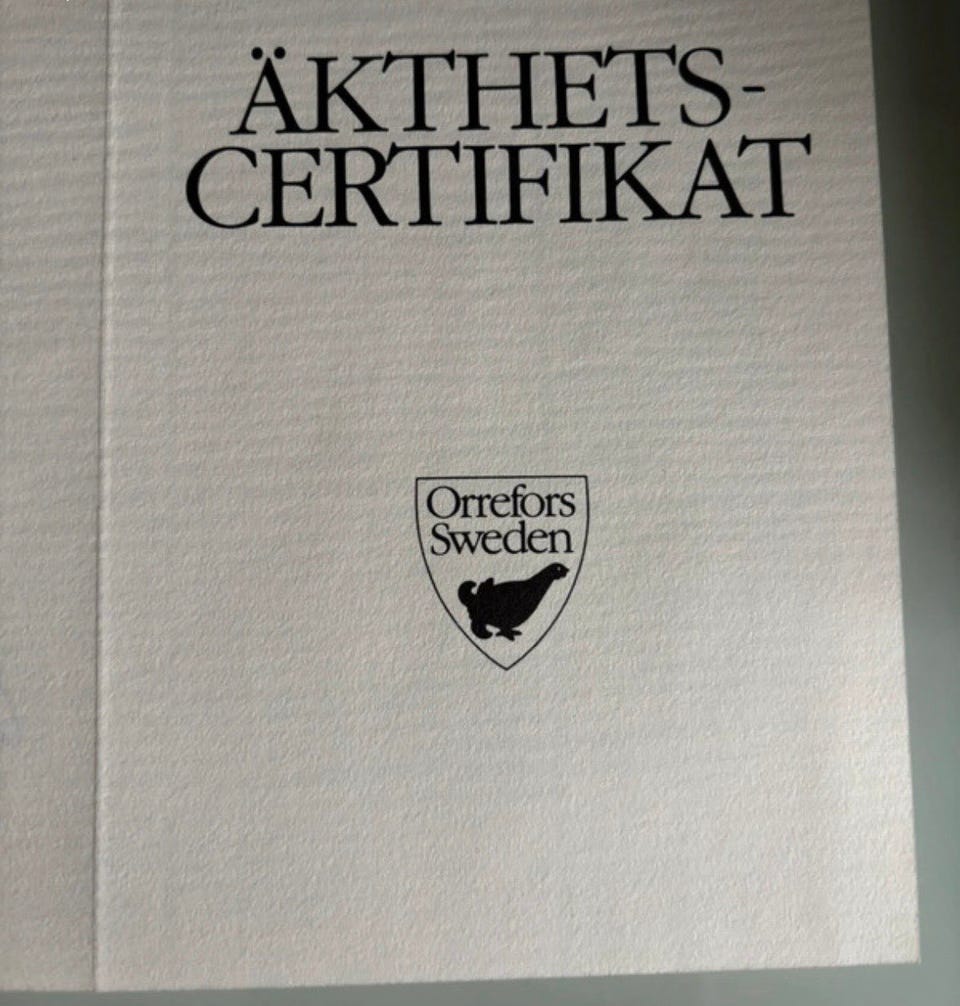 ÄKTHETS-
CERTIFIKAT
Orrefors
Sweden